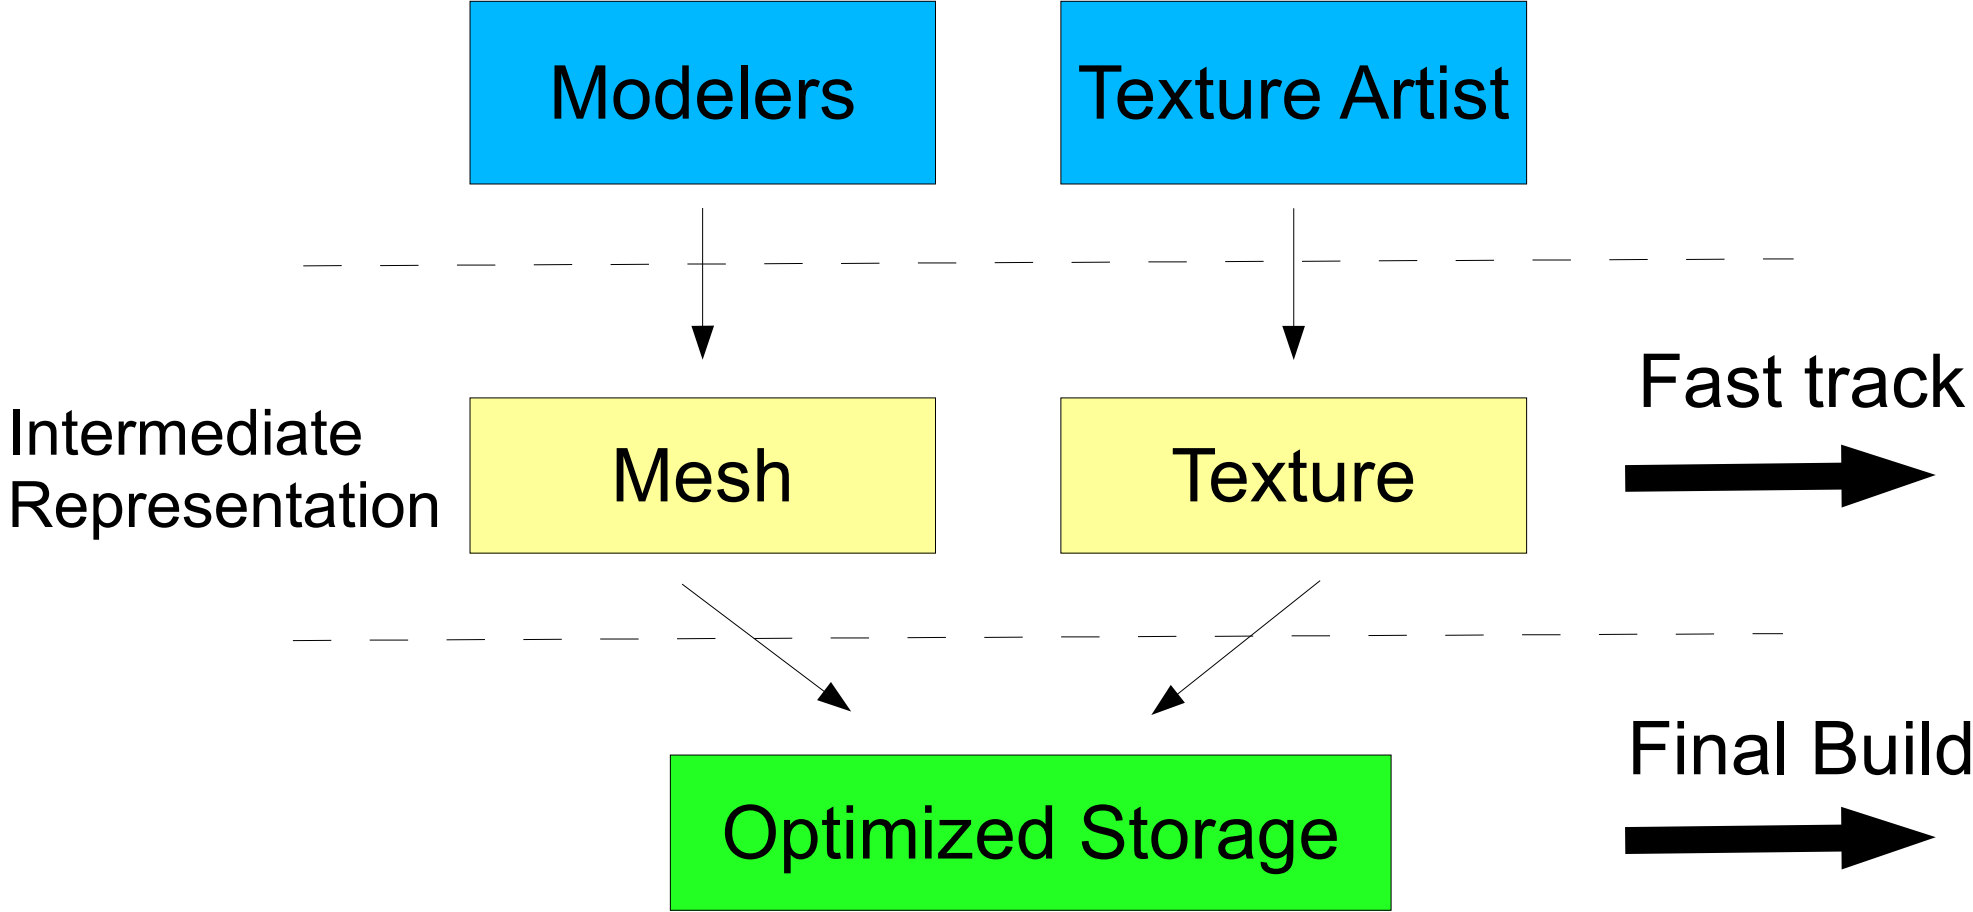 Modelers
Texture Artist
Fast track
Intermediate
Representation
Mesh
Texture
Final Build
Optimized Storage